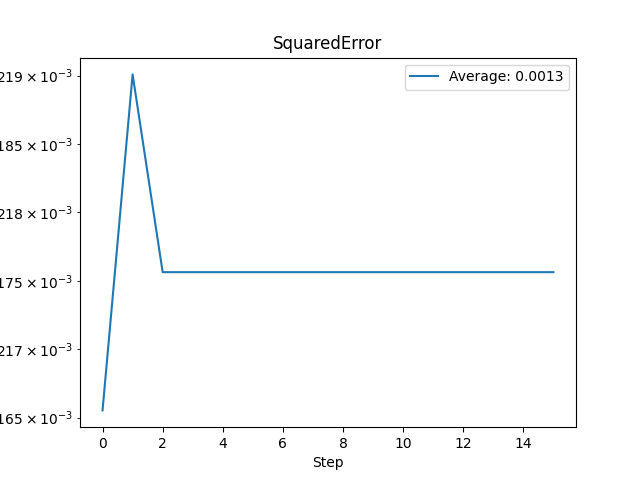 SquaredError
Average: 0.0013
219 × 10⁻³
185 × 10⁻³
218 × 10⁻³
175 × 10⁻³
217 × 10⁻³
165 × 10⁻³
0 2 4 6 8 10 12 14
Step